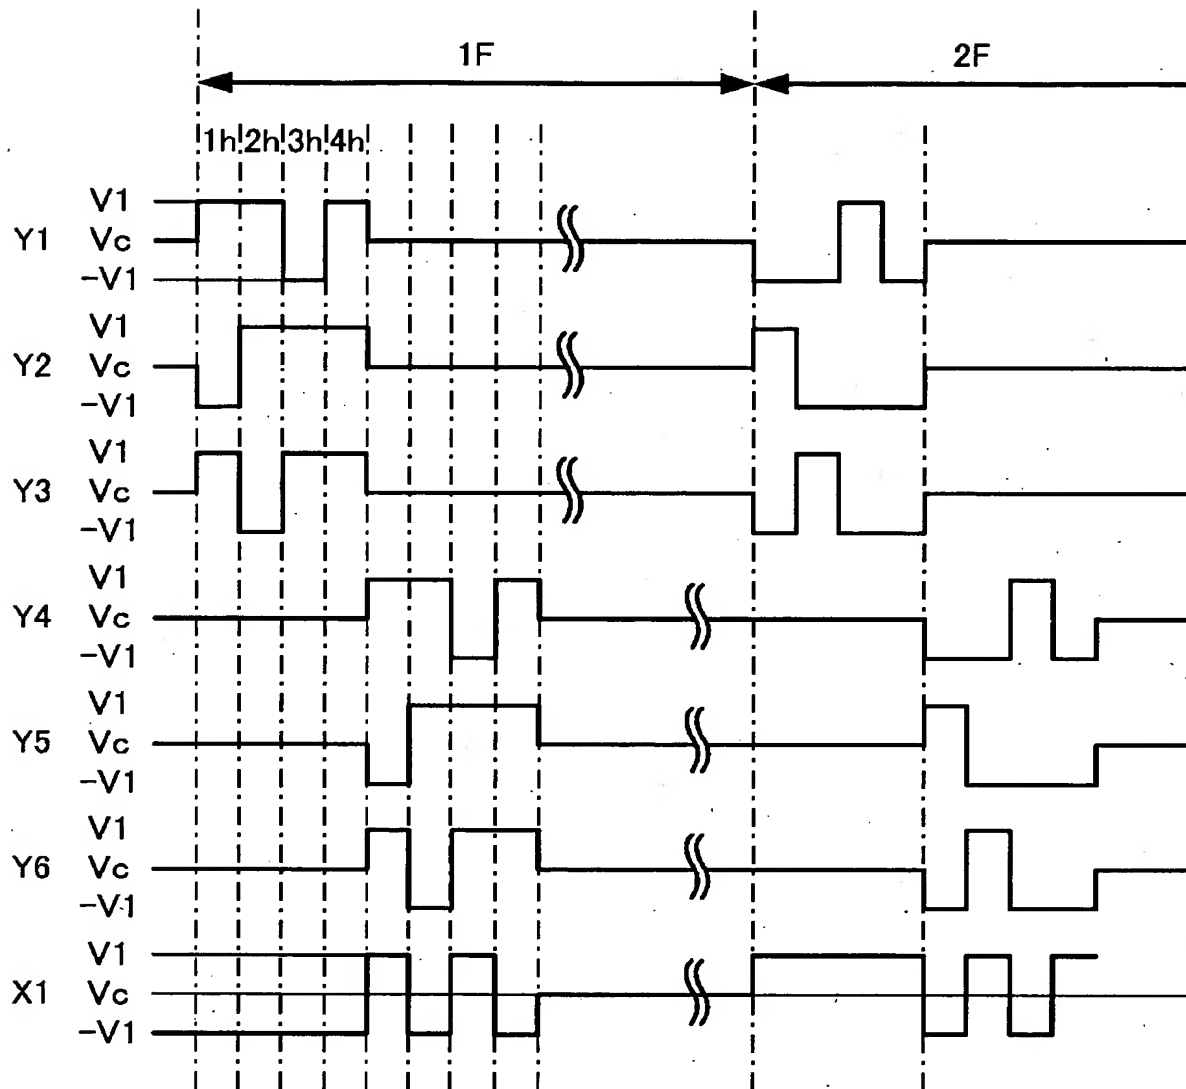 1F 2F
1h 2h 3h 4h
V1
Y1 Vc
-V1
V1
Y2 Vc
-V1
V1
Y3 Vc
-V1
V1
Y4 Vc
-V1
V1
Y5 Vc
-V1
V1
Y6 Vc
-V1
V1
X1 Vc
-V1